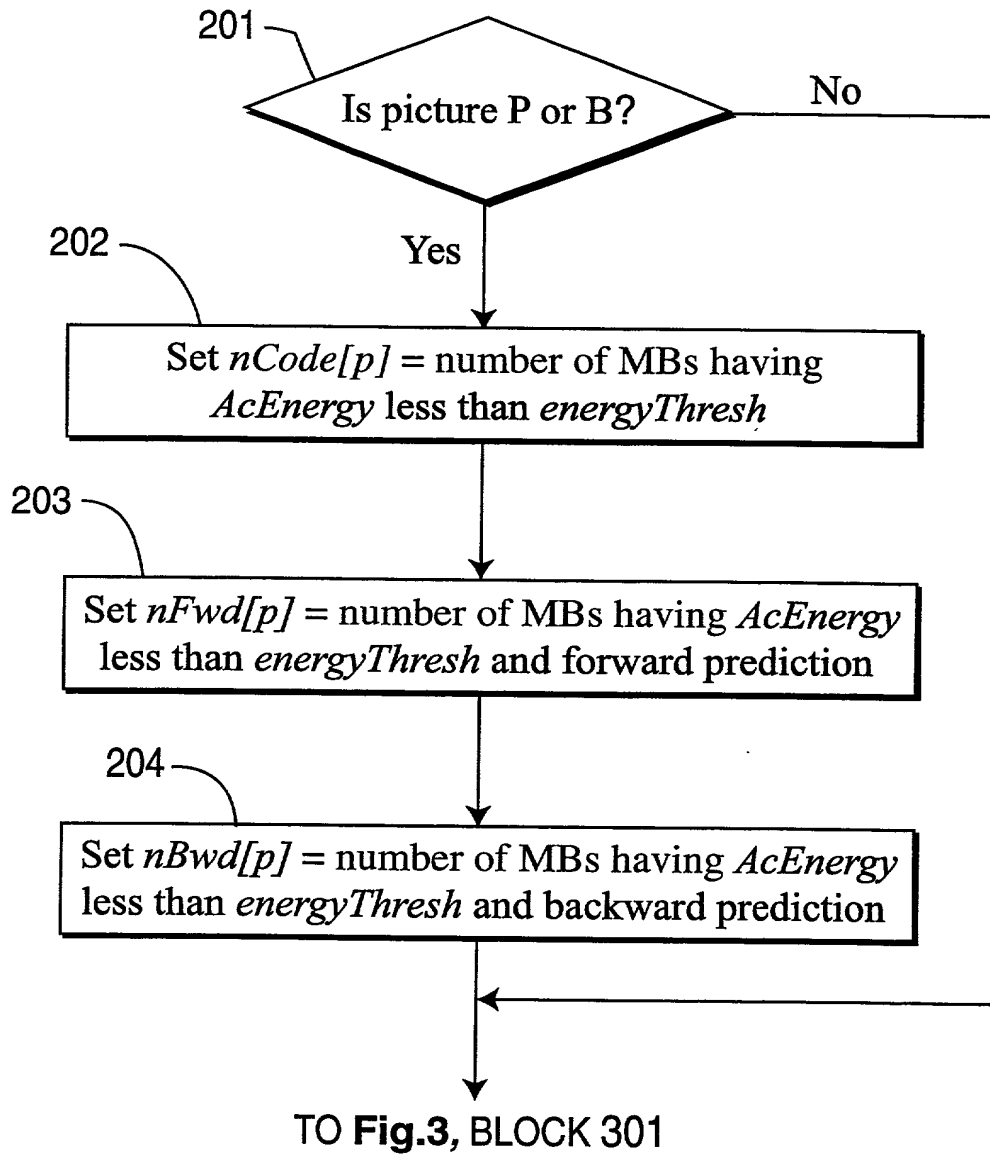 201
Is picture P or B?
No
Yes
202
Set nCode[p] = number of MBs having
AcEnergy less than energyThresh
203
Set nFwd[p] = number of MBs having AcEnergy
less than energyThresh and forward prediction
204
Set nBwd[p] = number of MBs having AcEnergy
less than energyThresh and backward prediction
TO Fig.3, BLOCK 301